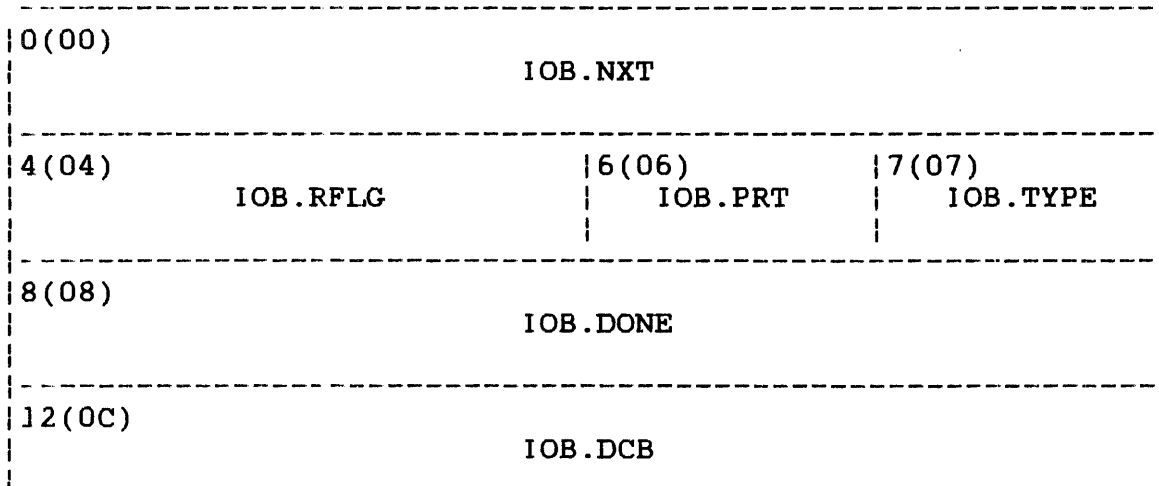 0(00)
IOB.NXT
4(04) 6(06) 7(07)
IOB.RFLG IOB.PRT IOB.TYPE
8(08)
IOB.DONE
12(0C)
IOB.DCB